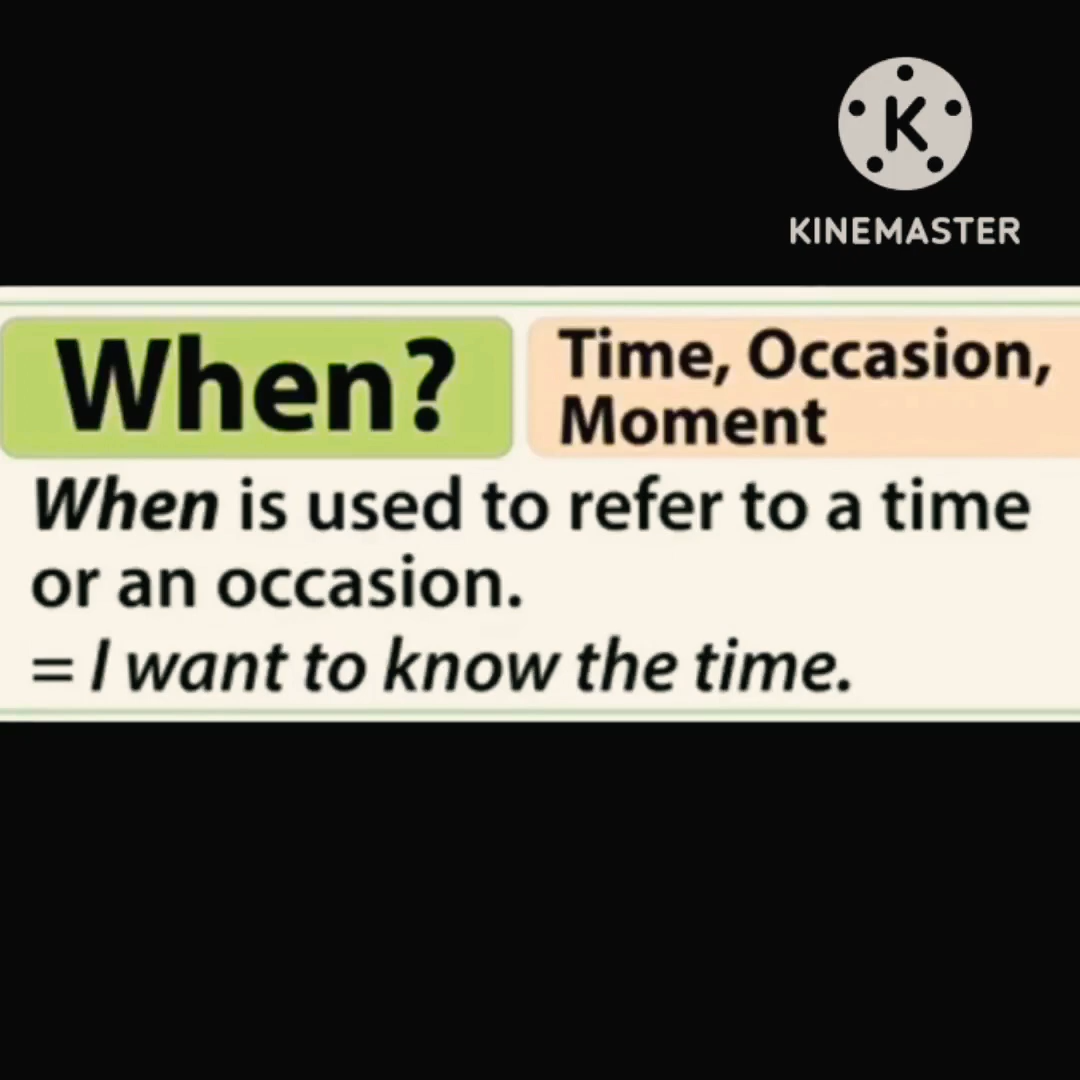 K
KINEMASTER
When?
Time, Occasion,
Moment
When is used to refer to a time
or an occasion.
= I want to know the time.